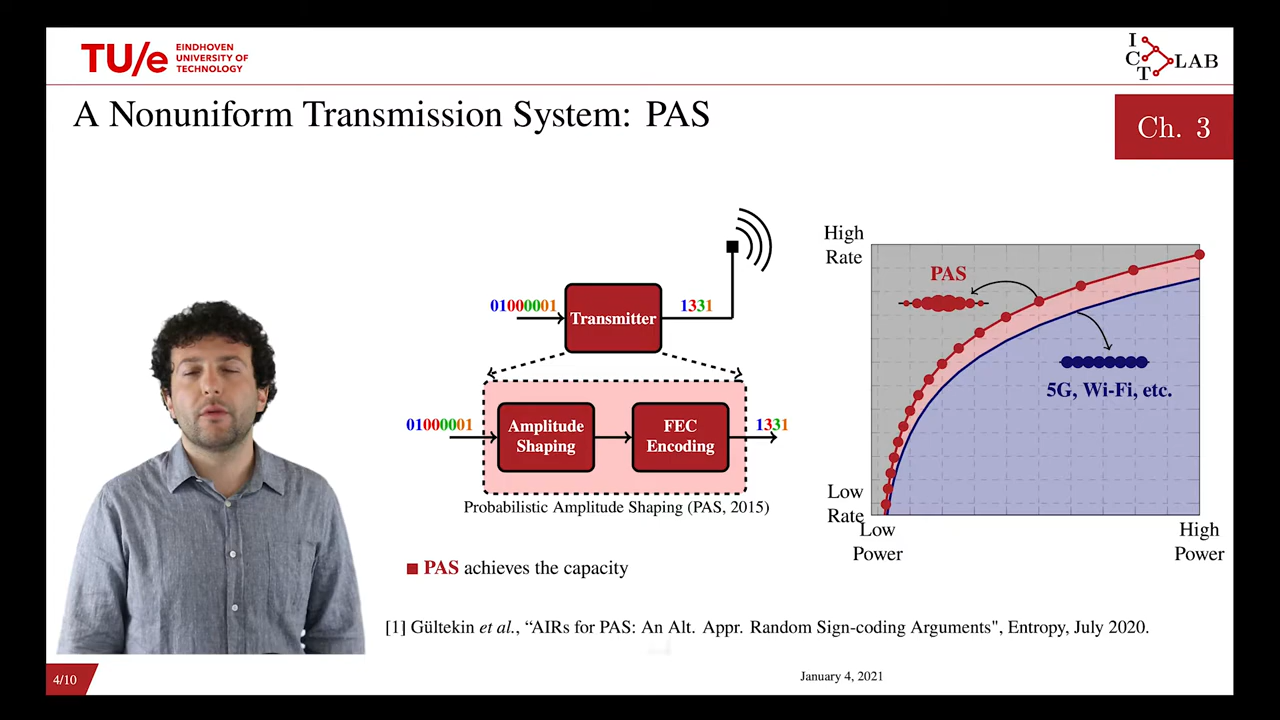 TU/e EINDHOVEN
UNIVERSITY OF
TECHNOLOGY
I
C
T LAB
A Nonuniform Transmission System: PAS
Ch. 3
01000001
Transmitter
1331
01000001
Amplitude
Shaping
FEC
Encoding
1331
Probabilistic Amplitude Shaping (PAS, 2015)
High
Rate
PAS
5G, Wi-Fi, etc.
Low
Rate
Low
Power
High
Power
PAS achieves the capacity
[1] Gültekin et al., “AIRs for PAS: An Alt. Appr. Random Sign-coding Arguments", Entropy, July 2020.
4/10
January 4, 2021